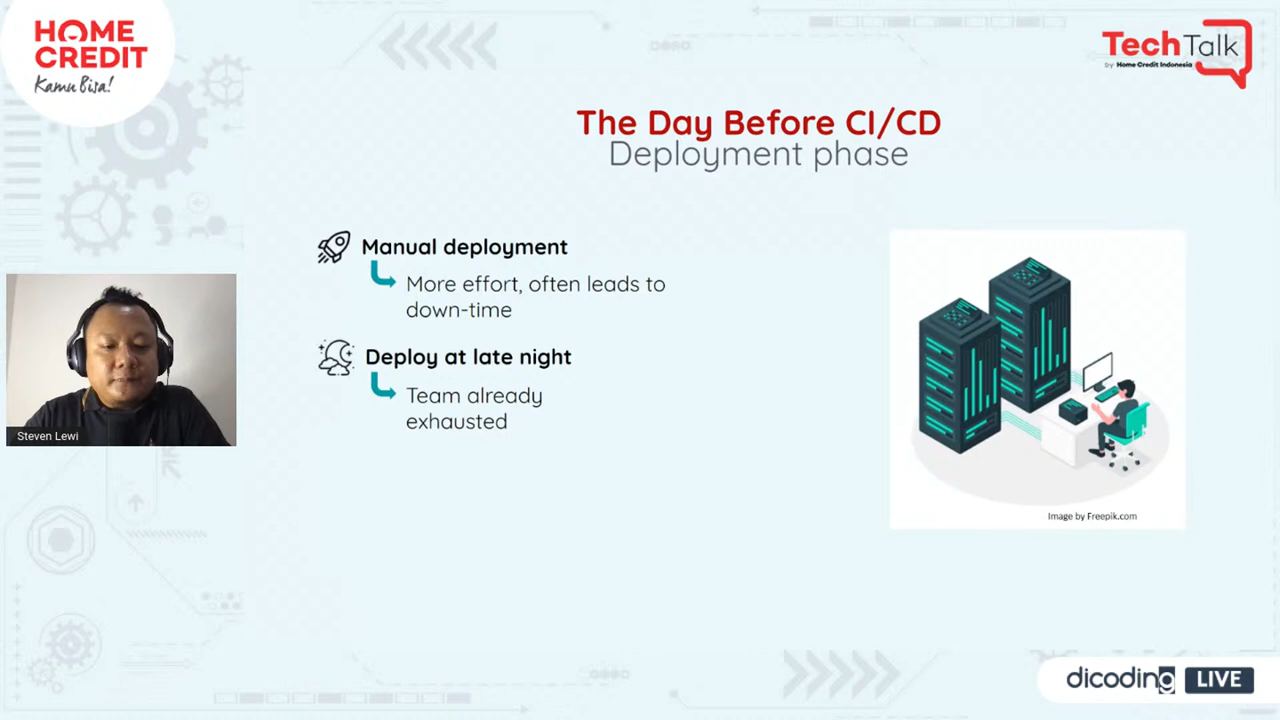 HOME
CREDIT
Kamu Bisa!
TechTalk
by Home Credit Indonesia
The Day Before CI/CD
Deployment phase
Manual deployment
More effort, often leads to
down-time
Deploy at late night
Team already
exhausted
Steven Lewi
Image by Freepik.com
dicoding LIVE